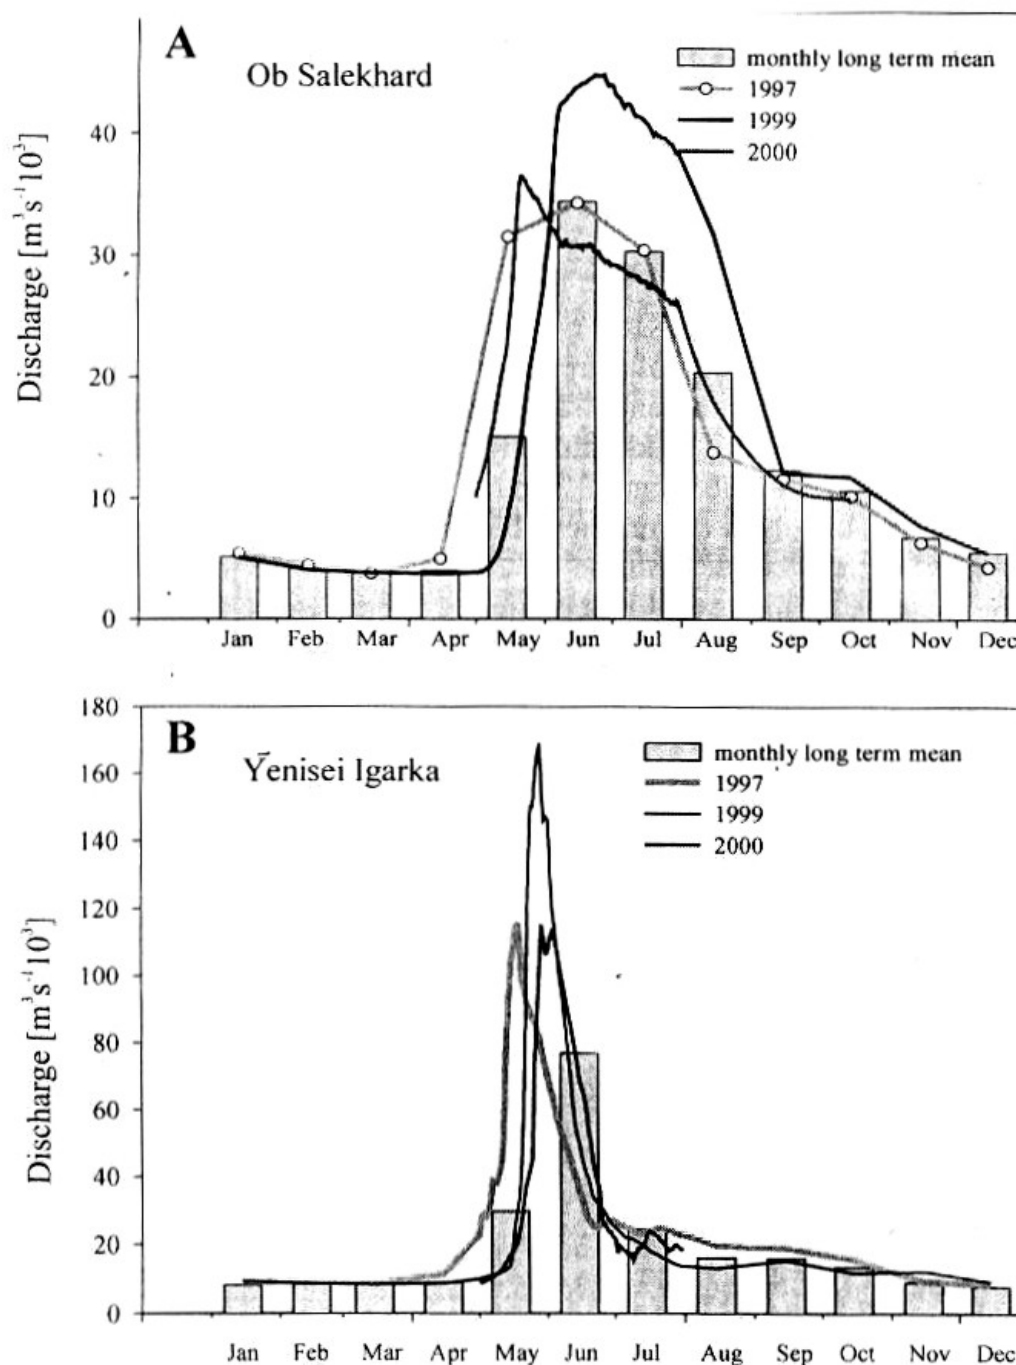 A
Ob Salekhard
monthly long term mean
1997
1999
2000
Discharge [m³s⁻¹10³]
40
30
20
10
0
Jan Feb Mar Apr May Jun Jul Aug Sep Oct Nov Dec
B
Yenisei Igarka
monthly long term mean
1997
1999
2000
Discharge [m³s⁻¹10³]
180
160
140
120
100
80
60
40
20
0
Jan Feb Mar Apr May Jun Jul Aug Sep Oct Nov Dec